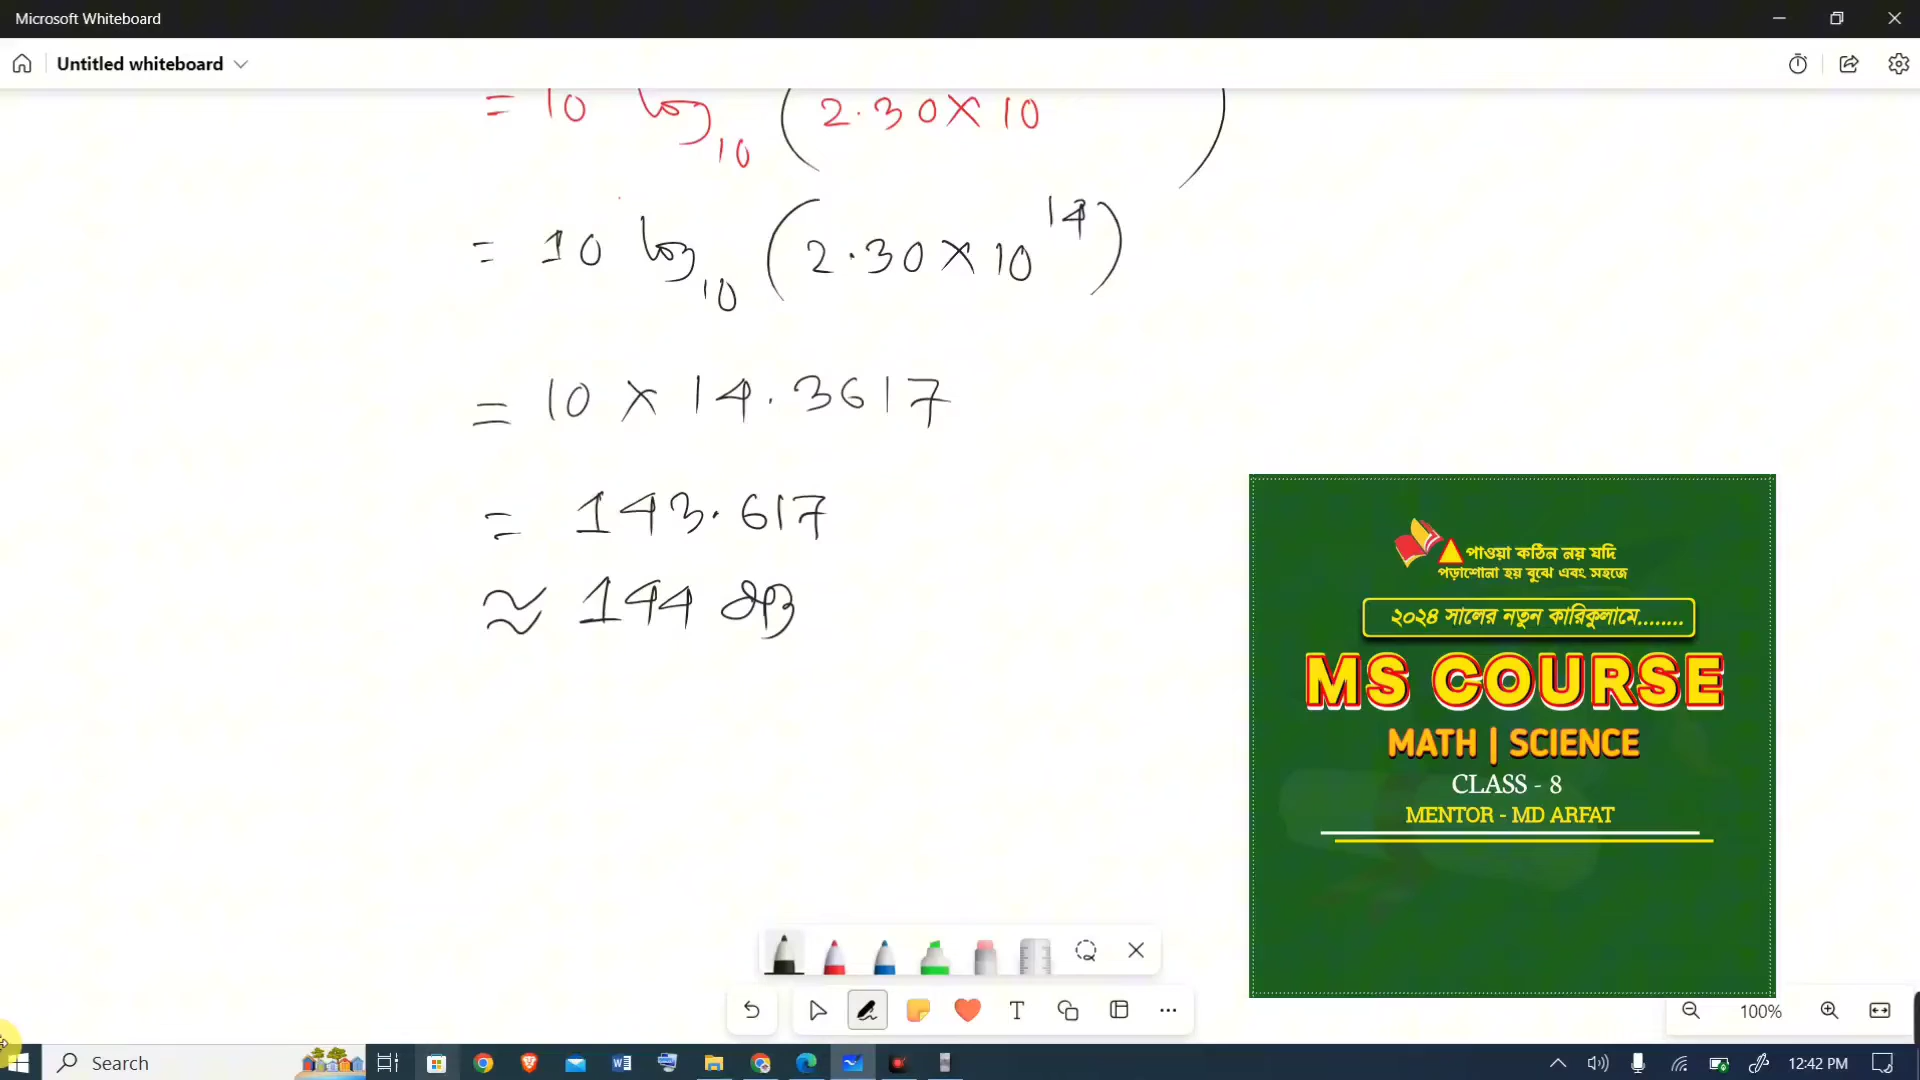 Microsoft Whiteboard
Untitled whiteboard
= 10 log₁₀ (2.30×10 )
= 10 log₁₀ (2.30×10¹⁴)
= 10 × 14.3617
= 143.617
≈ 144 dB
পাওয়া কঠিন নয় যদি
পড়াশোনা হয় বুঝে এবং সহজে
২০২৪ সালের নতুন কারিকুলামে........
MS COURSE
MATH | SCIENCE
CLASS - 8
MENTOR - MD ARFAT
100%
Search
12:42 PM